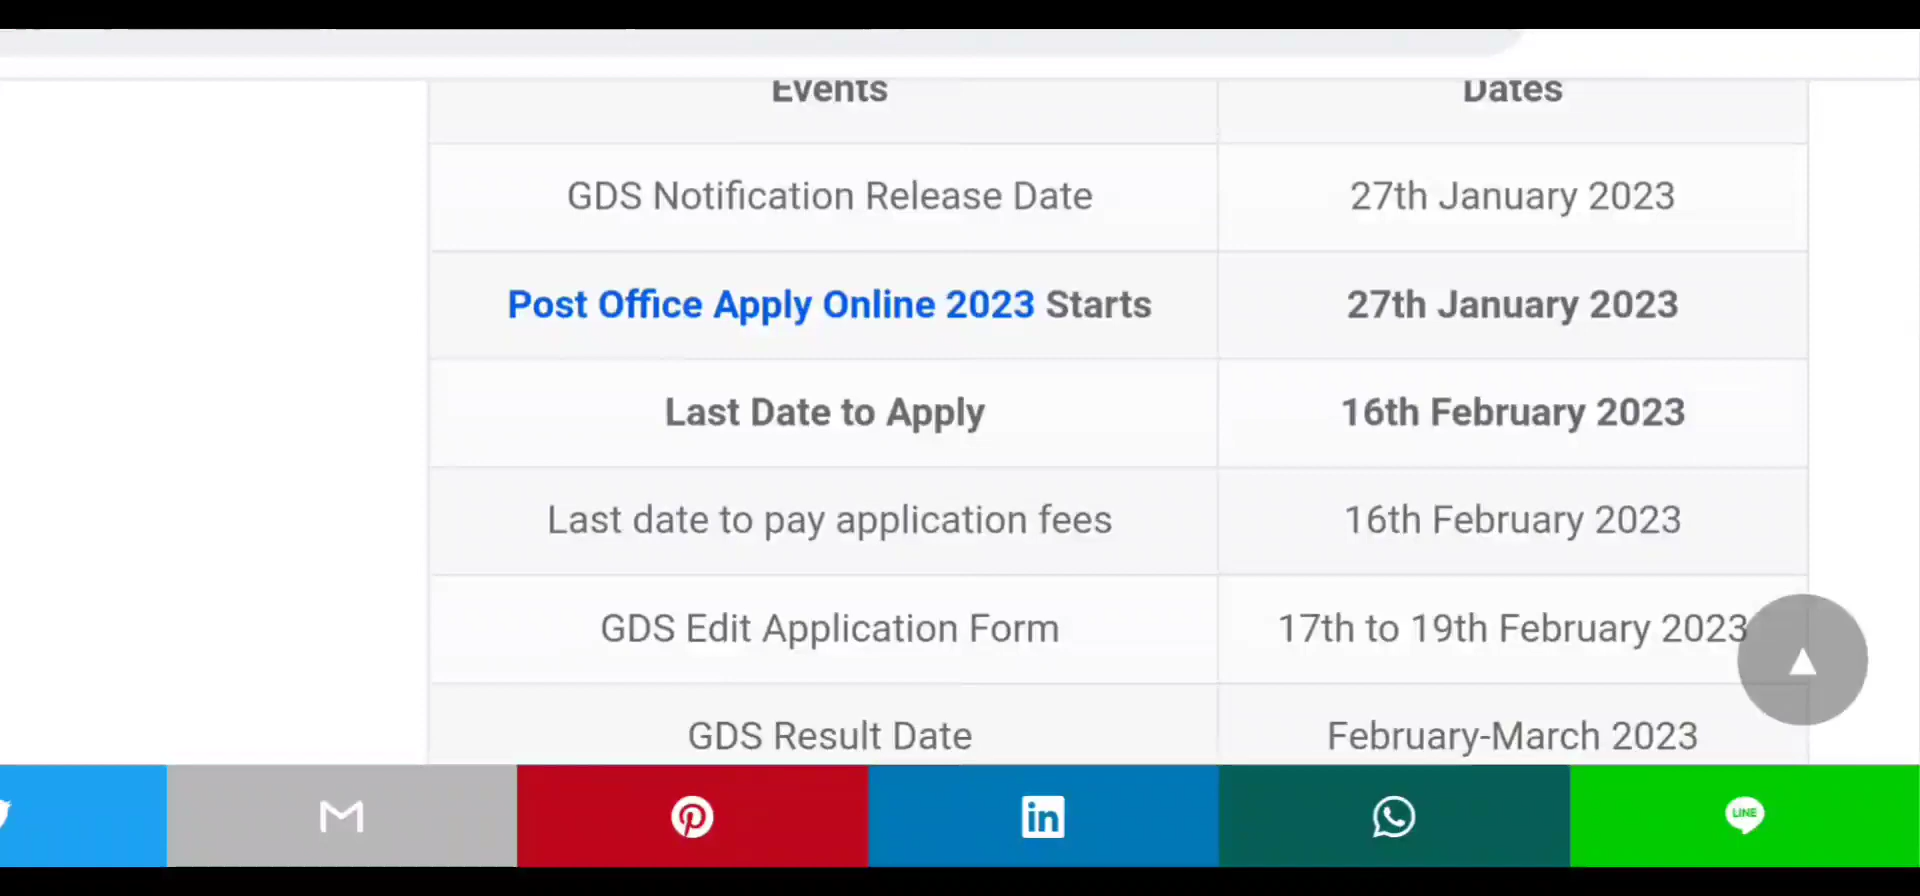 Events Dates
GDS Notification Release Date 27th January 2023
Post Office Apply Online 2023 Starts 27th January 2023
Last Date to Apply 16th February 2023
Last date to pay application fees 16th February 2023
GDS Edit Application Form 17th to 19th February 2023
GDS Result Date February-March 2023
in LINE